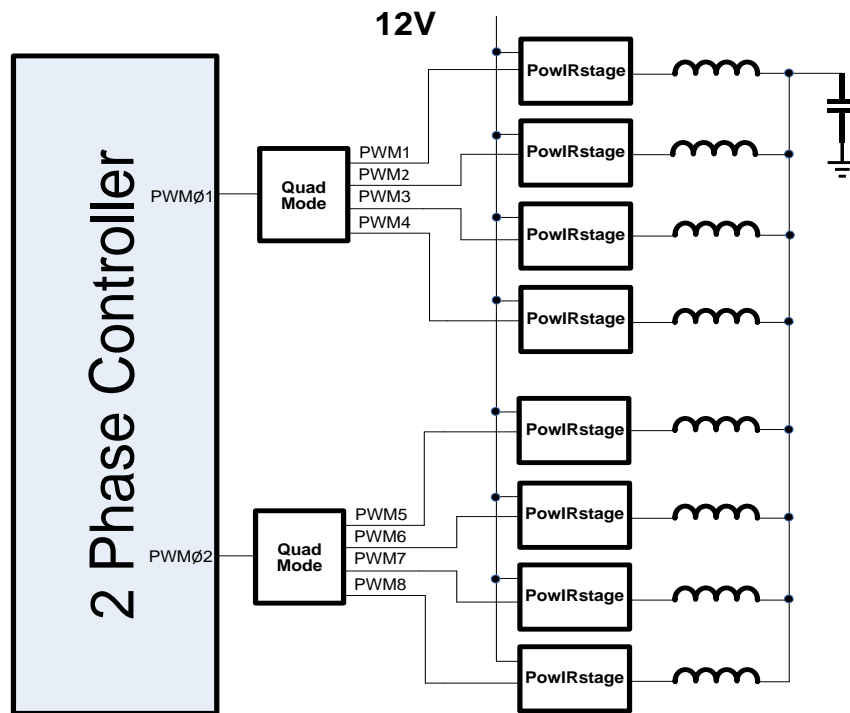 12V
2 Phase Controller
PWMØ1
Quad
Mode
PWM1
PWM2
PWM3
PWM4
PowIRstage
PowIRstage
PowIRstage
PowIRstage
PWMØ2
Quad
Mode
PWM5
PWM6
PWM7
PWM8
PowIRstage
PowIRstage
PowIRstage
PowIRstage